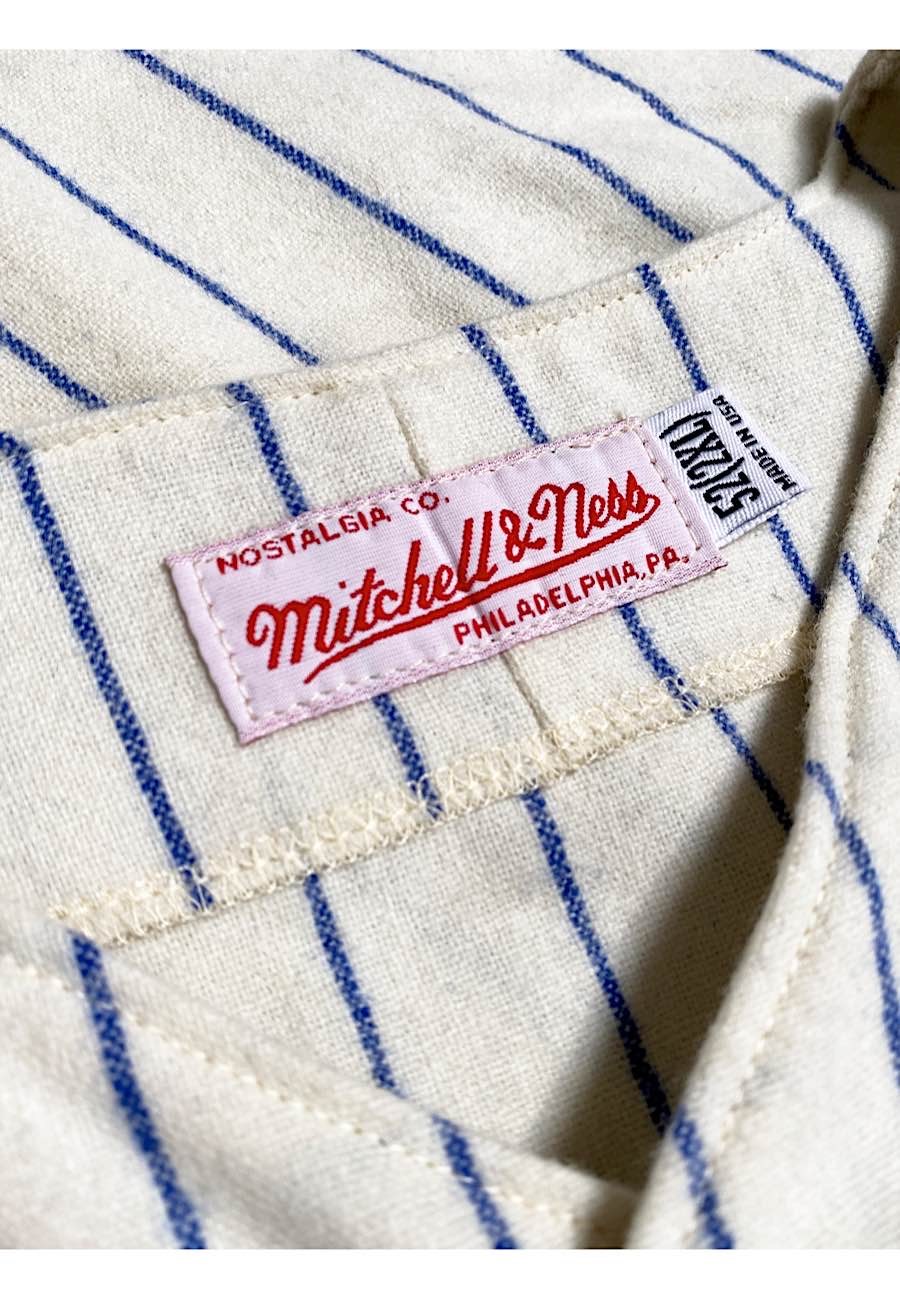 NOSTALGIA CO.
Mitchell & Ness
PHILADELPHIA, PA.
52(2XL)
MADE IN USA